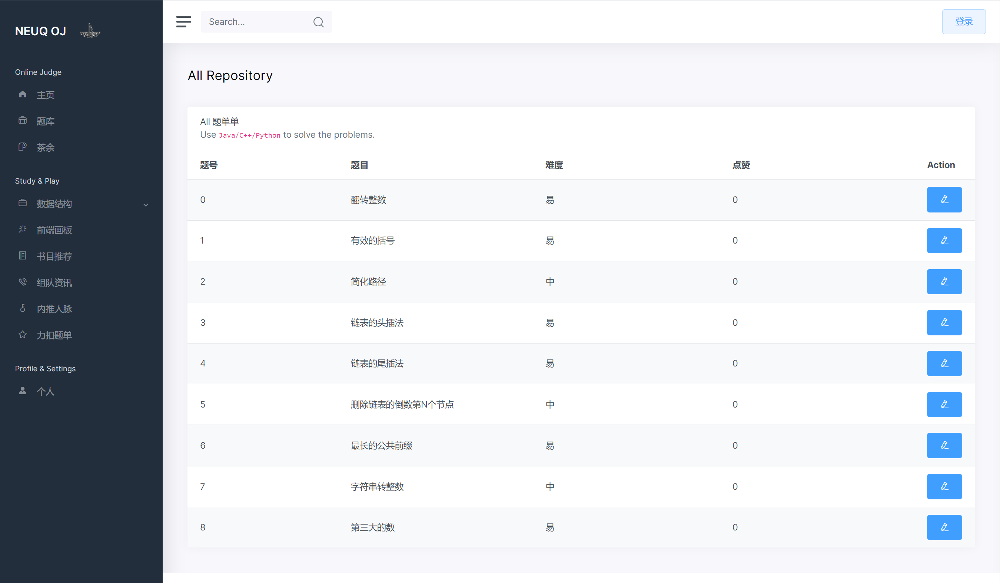 NEUQ OJ
Online Judge
主页
题库
茶余
Study & Play
数据结构
前端画板
书目推荐
组队资讯
内推人脉
力扣题单
Profile & Settings
个人
Search...
登录
All Repository
All 题单单
Use Java/C++/Python to solve the problems.
题号 题目 难度 点赞 Action
0 翻转整数 易 0
1 有效的括号 易 0
2 简化路径 中 0
3 链表的头插法 易 0
4 链表的尾插法 易 0
5 删除链表的倒数第N个节点 中 0
6 最长的公共前缀 易 0
7 字符串转整数 中 0
8 第三大的数 易 0